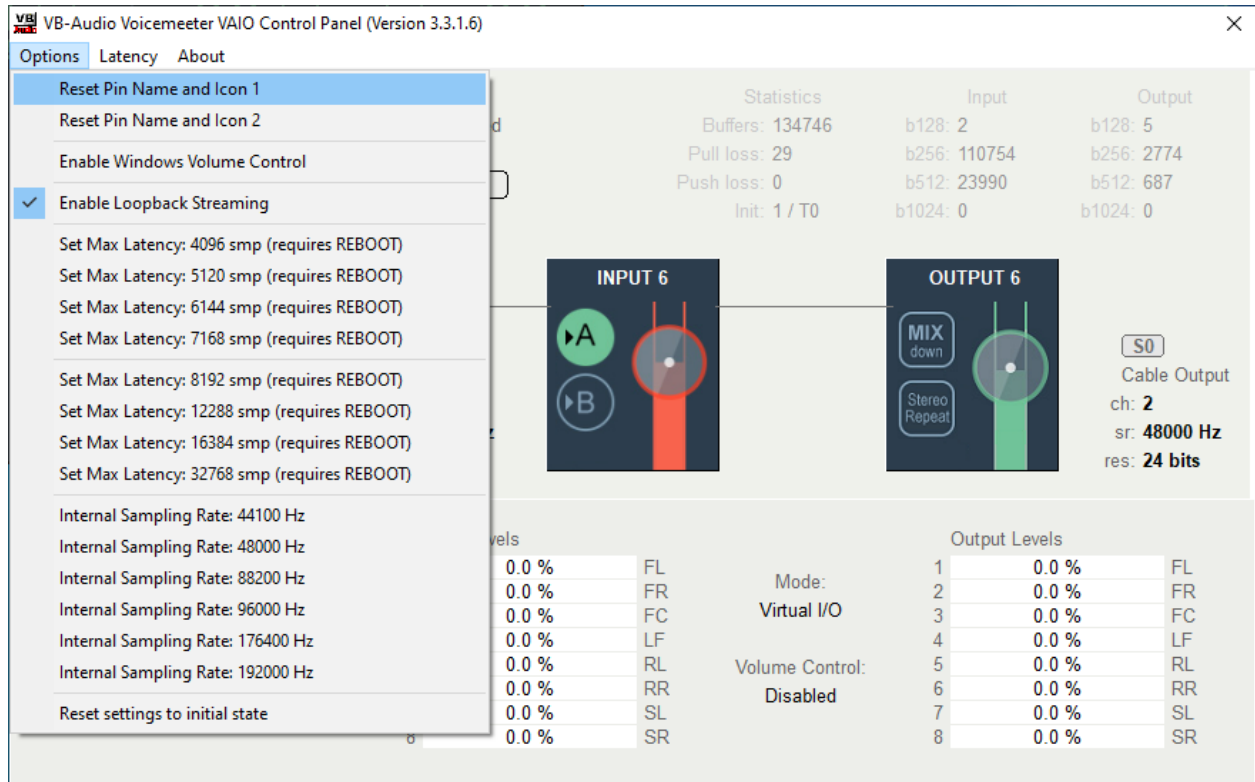 VB-Audio Voicemeeter VAIO Control Panel (Version 3.3.1.6)
Options Latency About
Reset Pin Name and Icon 1
Reset Pin Name and Icon 2
Enable Windows Volume Control
Enable Loopback Streaming
Set Max Latency: 4096 smp (requires REBOOT)
Set Max Latency: 5120 smp (requires REBOOT)
Set Max Latency: 6144 smp (requires REBOOT)
Set Max Latency: 7168 smp (requires REBOOT)
Set Max Latency: 8192 smp (requires REBOOT)
Set Max Latency: 12288 smp (requires REBOOT)
Set Max Latency: 16384 smp (requires REBOOT)
Set Max Latency: 32768 smp (requires REBOOT)
Internal Sampling Rate: 44100 Hz
Internal Sampling Rate: 48000 Hz
Internal Sampling Rate: 88200 Hz
Internal Sampling Rate: 96000 Hz
Internal Sampling Rate: 176400 Hz
Internal Sampling Rate: 192000 Hz
Reset settings to initial state
Statistics Input Output
Buffers: 134746 b128: 2 b128: 5
Pull loss: 29 b256: 110754 b256: 2774
Push loss: 0 b512: 23990 b512: 687
Init: 1 / T0 b1024: 0 b1024: 0
INPUT 6
A
B
OUTPUT 6
MIX
down
Stereo
Repeat
S0
Cable Output
ch: 2
sr: 48000 Hz
res: 24 bits
Output Levels
0.0 % FL
0.0 % FR
0.0 % FC
0.0 % LF
0.0 % RL
0.0 % RR
0.0 % SL
0.0 % SR
Mode:
Virtual I/O
Volume Control:
Disabled
1 0.0 % FL
2 0.0 % FR
3 0.0 % FC
4 0.0 % LF
5 0.0 % RL
6 0.0 % RR
7 0.0 % SL
8 0.0 % SR